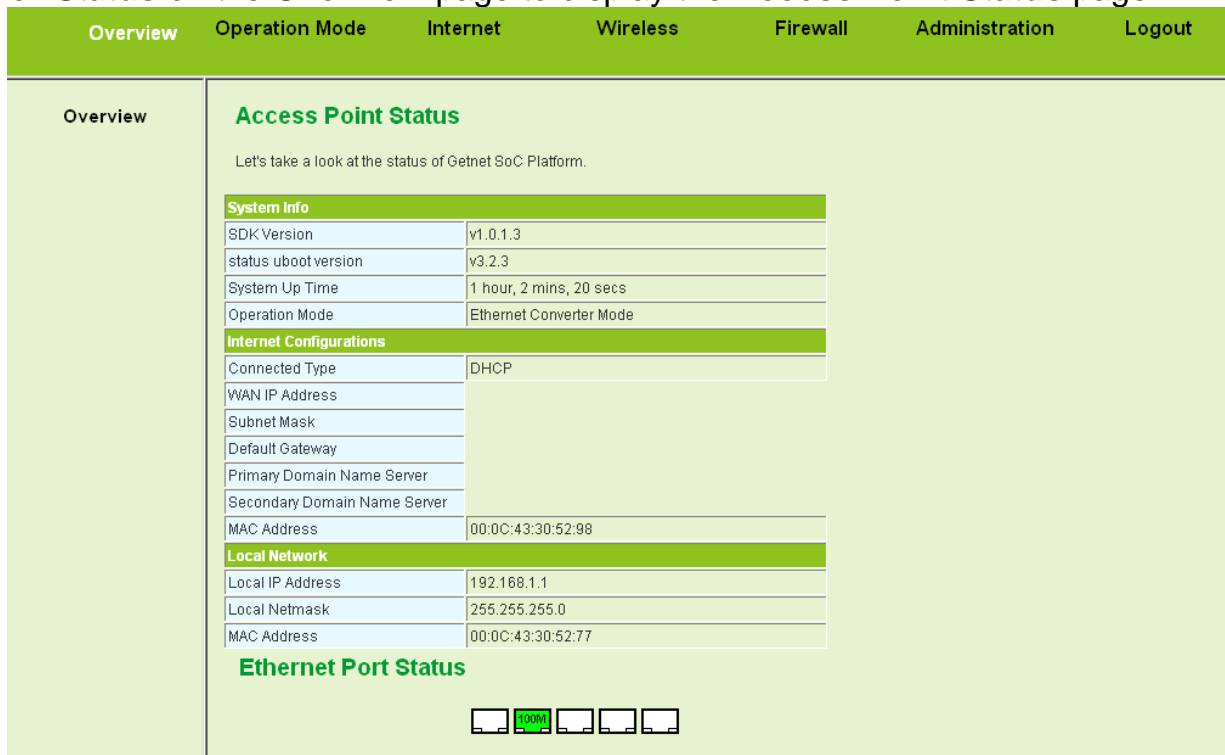 Overview Operation Mode Internet Wireless Firewall Administration Logout
Overview
Access Point Status
Let's take a look at the status of Getnet SoC Platform.
System Info
SDK Version v1.0.1.3
status uboot version v3.2.3
System Up Time 1 hour, 2 mins, 20 secs
Operation Mode Ethernet Converter Mode
Internet Configurations
Connected Type DHCP
WAN IP Address
Subnet Mask
Default Gateway
Primary Domain Name Server
Secondary Domain Name Server
MAC Address 00:0C:43:30:52:98
Local Network
Local IP Address 192.168.1.1
Local Netmask 255.255.255.0
MAC Address 00:0C:43:30:52:77
Ethernet Port Status
100M